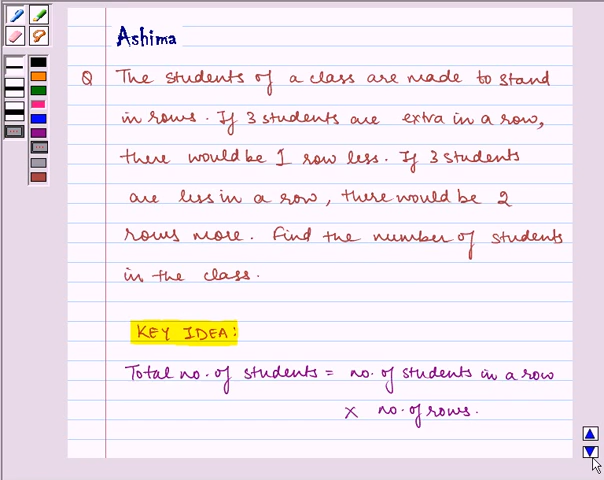 Ashima
Q The students of a class are made to stand
in rows. If 3 students are extra in a row,
there would be 1 row less. If 3 students
are less in a row, there would be 2
rows more. Find the number of students
in the class.
KEY IDEA:
Total no. of students = no. of students in a row
× no. of rows.